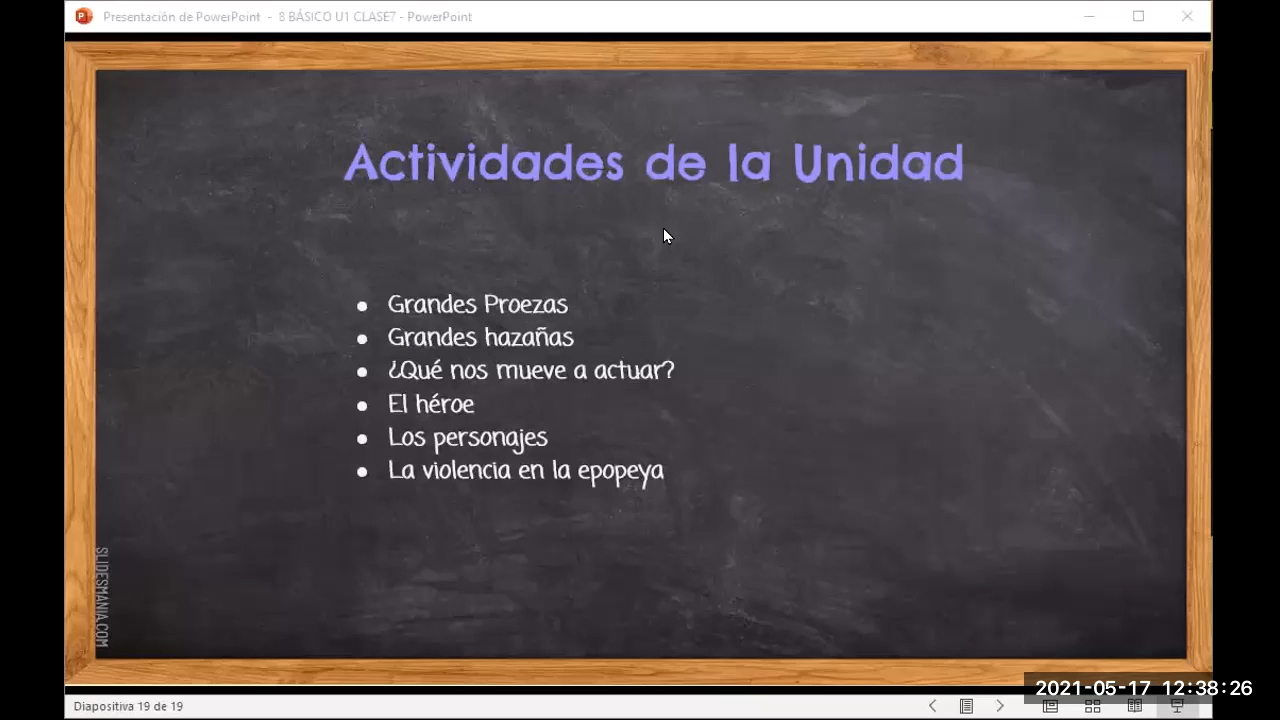 Presentación de PowerPoint - 8 BÁSICO U1 CLASE7 - PowerPoint
Actividades de la Unidad
Grandes Proezas
Grandes hazañas
¿Qué nos mueve a actuar?
El héroe
Los personajes
La violencia en la epopeya
SLIDESMANIA.COM
2021-05-17 12:38:26
Diapositiva 19 de 19